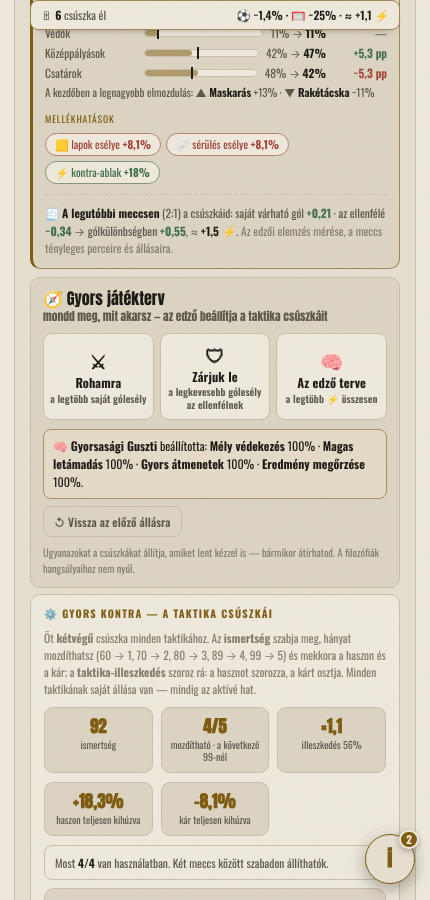 6 csúszka él ⚽ −1,4% · 🥅 −25% · ≈ +1,1 ⚡
Védők 11% → 11% —
Középpályások 42% → 47% +5,3 pp
Csatárok 48% → 42% −5,3 pp
A kezdőben a legnagyobb elmozdulás: ▲ Maskarás +13% · ▼ Rakétácska −11%
MELLÉKHATÁSOK
🟨 lapok esélye +8,1% 🩹 sérülés esélye +8,1%
⚡ kontra-ablak +18%
🧾 A legutóbbi meccsen (2:1) a csúszkáid: saját várható gól +0,21 · az ellenfélé
−0,34 → gólkülönbségben +0,55, ≈ +1,5 ⚡. Az edzői elemzés mérése, a meccs
tényleges perceire és állásaira.
🧭 Gyors játékterv
mondd meg, mit akarsz – az edző beállítja a taktika csúszkáit
⚔
Rohamra
a legtöbb saját gólesély
🛡
Zárjuk le
a legkevesebb gólesély
az ellenfélnek
🧠
Az edző terve
a legtöbb ⚡ összesen
🧠 Gyorsasági Guszti beállította: Mély védekezés 100% · Magas
letámadás 100% · Gyors átmenetek 100% · Eredmény megőrzése
100%.
↺ Vissza az előző állásra
Ugyanazokat a csúszkákat állítja, amiket lent kézzel is — bármikor átírhatod. A filozófiák
hangsúlyaihoz nem nyúl.
⚙️ GYORS KONTRA — A TAKTIKA CSÚSZKÁI
Öt kétvégű csúszka minden taktikához. Az ismertség szabja meg, hányat
mozdíthatsz (60 → 1, 70 → 2, 80 → 3, 89 → 4, 99 → 5) és mekkora a haszon és
a kár; a taktika-illeszkedés szoroz rá: a hasznot szorozza, a kárt osztja. Minden
taktikának saját állása van — mindig az aktívé hat.
92
ismertség
4/5
mozdítható · a következő
99-nél
×1,1
illeszkedés 56%
+18,3%
haszon teljesen kihúzva
−8,1%
kár teljesen kihúzva
Most 4/4 van használatban. Két meccs között szabadon állíthatók.
i
2